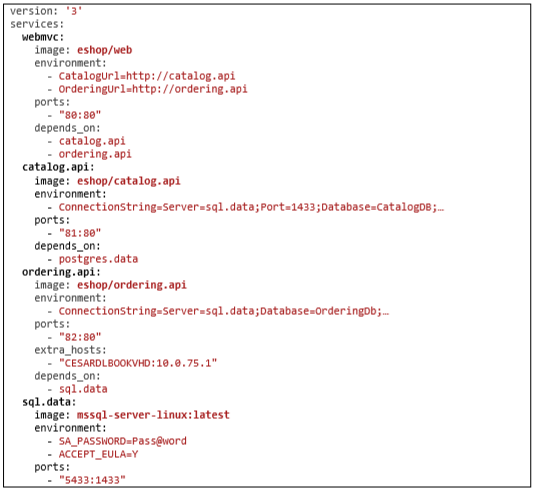 version: '3'
services:
  webmvc:
    image: eshop/web
    environment:
      - CatalogUrl=http://catalog.api
      - OrderingUrl=http://ordering.api
    ports:
      - "80:80"
    depends_on:
      - catalog.api
      - ordering.api
  catalog.api:
    image: eshop/catalog.api
    environment:
      - ConnectionString=Server=sql.data;Port=1433;Database=CatalogDB;…
    ports:
      - "81:80"
    depends_on:
      - postgres.data
  ordering.api:
    image: eshop/ordering.api
    environment:
      - ConnectionString=Server=sql.data;Database=OrderingDb;…
    ports:
      - "82:80"
    extra_hosts:
      - "CESARDLBOOKVHD:10.0.75.1"
    depends_on:
      - sql.data
  sql.data:
    image: mssql-server-linux:latest
    environment:
      - SA_PASSWORD=Pass@word
      - ACCEPT_EULA=Y
    ports:
      - "5433:1433"